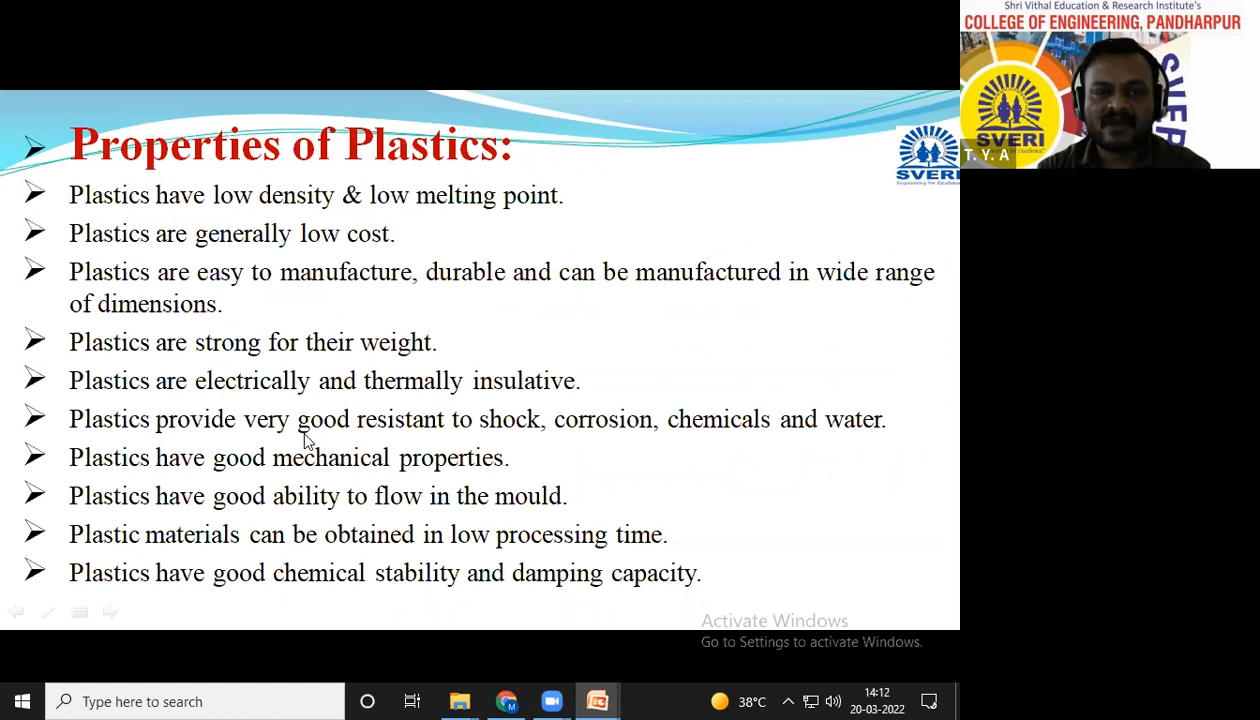 Shri Vithal Education & Research Institute's
COLLEGE OF ENGINEERING, PANDHARPUR
SVERI
SVERI
T. Y. A
Properties of Plastics:
SVERI
Engineering for Excellence
Plastics have low density & low melting point.
Plastics are generally low cost.
Plastics are easy to manufacture, durable and can be manufactured in wide range
of dimensions.
Plastics are strong for their weight.
Plastics are electrically and thermally insulative.
Plastics provide very good resistant to shock, corrosion, chemicals and water.
Plastics have good mechanical properties.
Plastics have good ability to flow in the mould.
Plastic materials can be obtained in low processing time.
Plastics have good chemical stability and damping capacity.
Activate Windows
Go to Settings to activate Windows.
Type here to search
38°C
14:12
20-03-2022